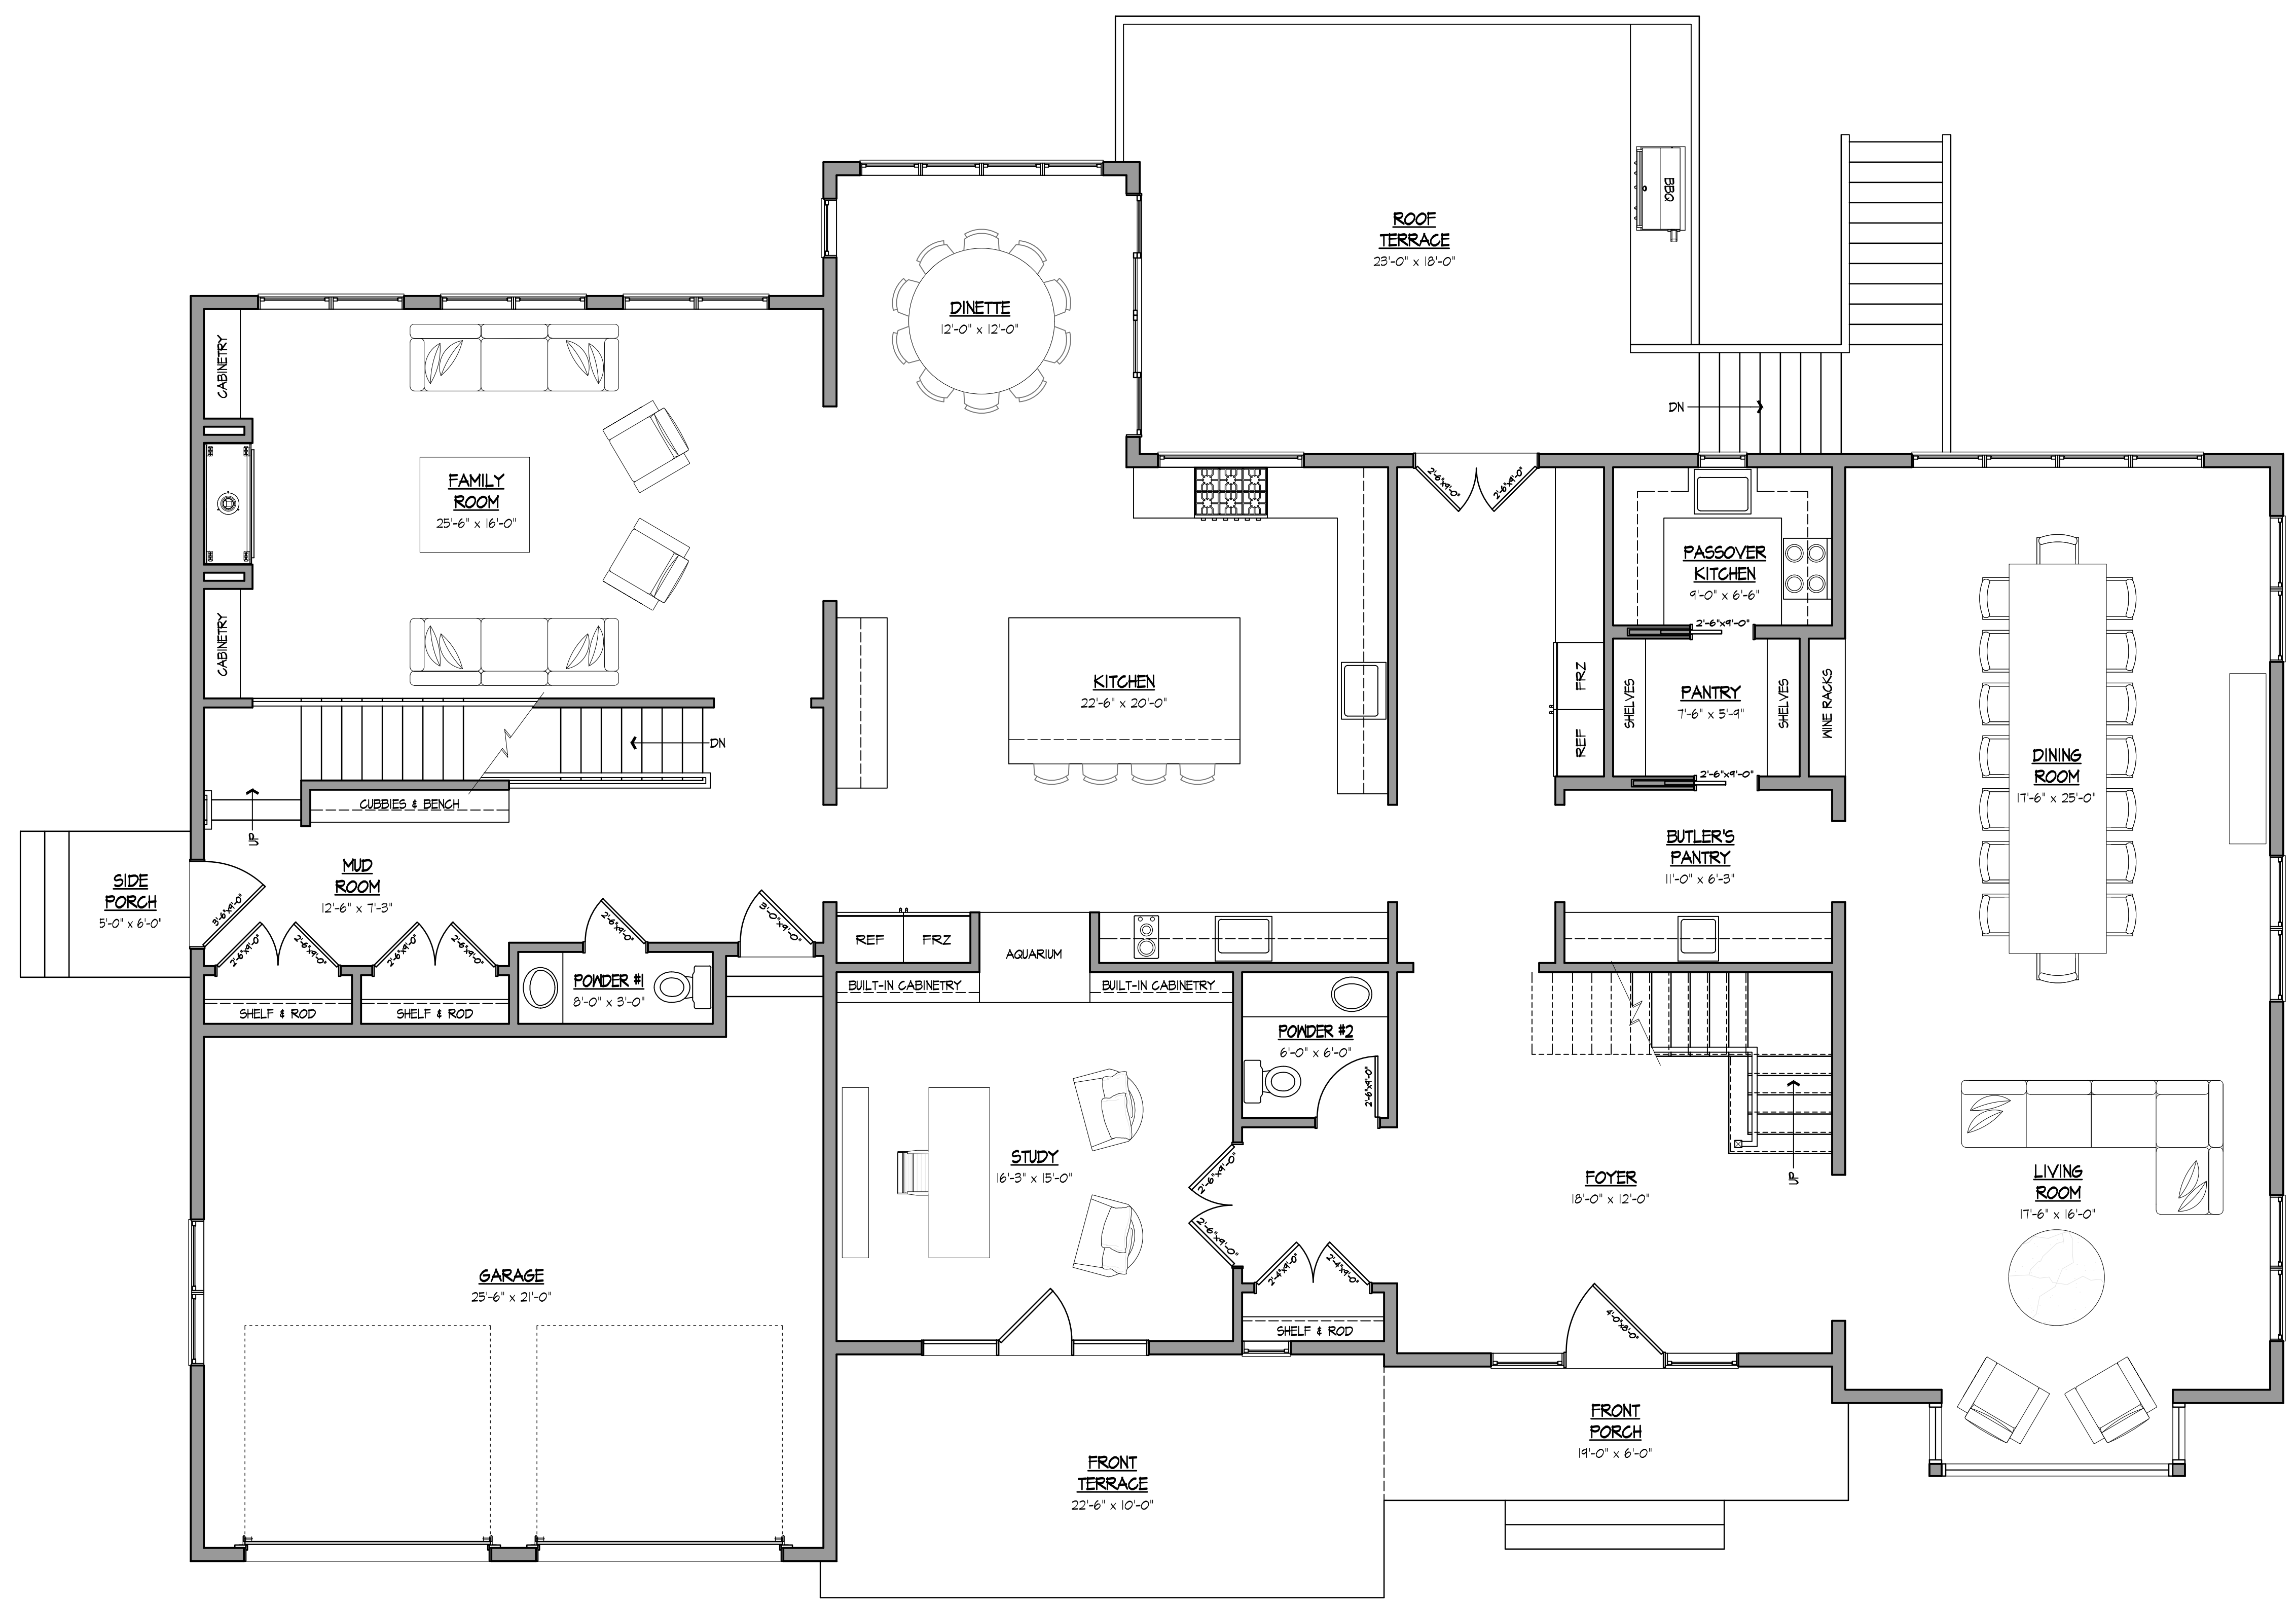 ROOF
TERRACE
23'-0" x 18'-0"
BBQ
DINETTE
12'-0" x 12'-0"
CABINETRY
DN
FAMILY
ROOM
25'-6" x 16'-0"
2'-6"x9'-0"
2'-6"x9'-0"
PASSOVER
KITCHEN
9'-0" x 6'-6"
2'-6"x9'-0"
CABINETRY
KITCHEN
22'-6" x 20'-0"
FRZ
REF
SHELVES
PANTRY
7'-6" x 5'-9"
SHELVES
WINE RACKS
DINING
ROOM
17'-6" x 25'-0"
2'-6"x9'-0"
DN
CUBBIES & BENCH
UP
BUTLER'S
PANTRY
11'-0" x 6'-3"
MUD
ROOM
12'-6" x 7'-3"
SIDE
PORCH
5'-0" x 6'-0"
3'-6"x9'-0"
2'-6"x9'-0"
2'-6"x9'-0"
2'-6"x9'-0"
2'-6"x9'-0"
2'-6"x9'-0"
3'-0"x9'-0"
REF
FRZ
AQUARIUM
POWDER #1
8'-0" x 3'-0"
SHELF & ROD
SHELF & ROD
BUILT-IN CABINETRY
BUILT-IN CABINETRY
POWDER #2
6'-0" x 6'-0"
2'-6"x9'-0"
STUDY
16'-3" x 15'-0"
2'-6"x9'-0"
2'-6"x9'-0"
FOYER
18'-0" x 12'-0"
UP
LIVING
ROOM
17'-6" x 16'-0"
GARAGE
25'-6" x 21'-0"
2'-4"x9'-0"
2'-4"x9'-0"
SHELF & ROD
4'-0"x8'-0"
FRONT
PORCH
19'-0" x 6'-0"
FRONT
TERRACE
22'-6" x 10'-0"